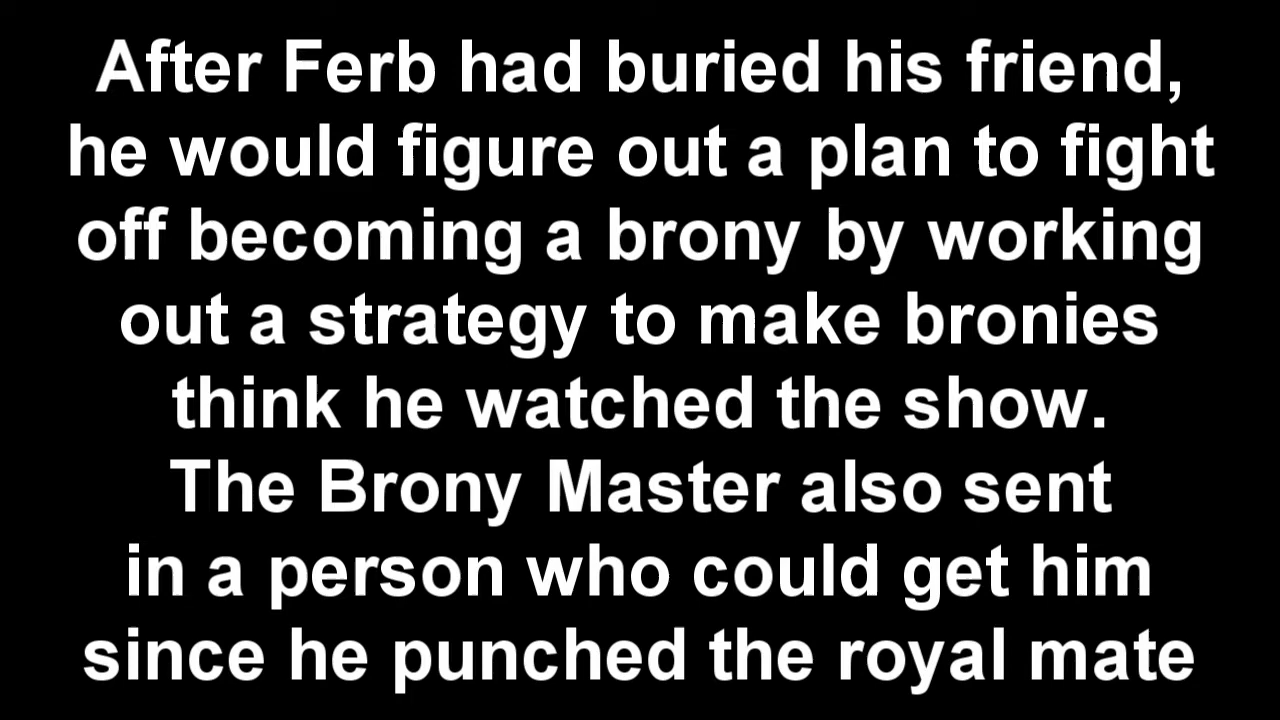 After Ferb had buried his friend,
he would figure out a plan to fight
off becoming a brony by working
out a strategy to make bronies
think he watched the show.
The Brony Master also sent
in a person who could get him
since he punched the royal mate